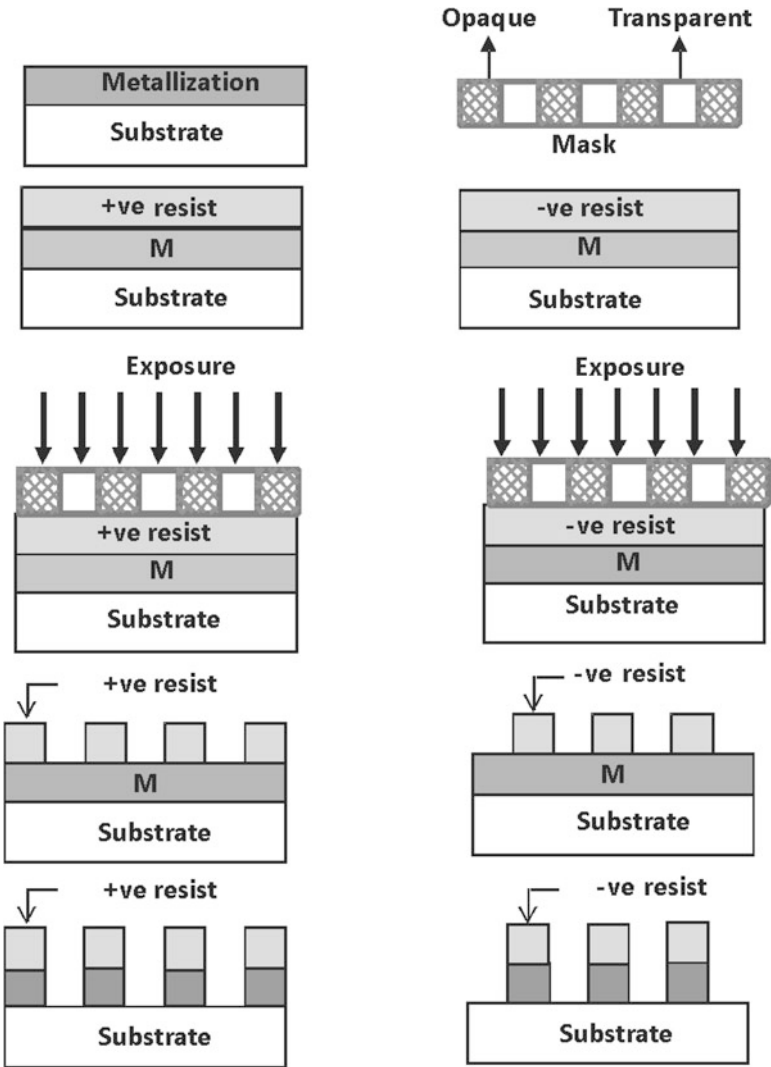 Opaque Transparent
Metallization
Substrate
Mask
+ve resist
M
Substrate
-ve resist
M
Substrate
Exposure
+ve resist
M
Substrate
Exposure
-ve resist
M
Substrate
+ve resist
M
Substrate
-ve resist
M
Substrate
+ve resist
Substrate
-ve resist
Substrate